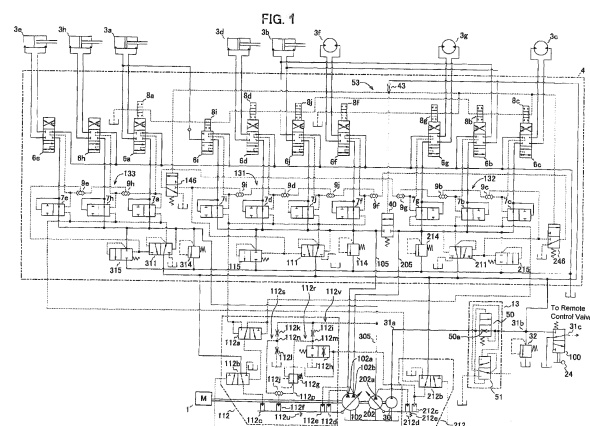 FIG. 1
3e 3h 3a 3d 3b 3f 3g 3c
4
53 43
8a 8i 8d 8j 8f 8g 8b 8c
6e 6h 6a 6i 6d 6j 6f 6g 6b 6c
133 146 131 132
9e 9h 9i 9d 9j 9f 9g 9b 9c
7e 7h 7a 7i 7d 7j 7f 7g 7b 7c
40 246
315 311 314 115 111 114 105 205 214 211 215
112s 112r 112v
112k 112i
112n 112m
112a 112l 112h
305 31a
112b 112j 112g
112p
102a 102b 202a
212b
13
50 31b
50a 32
51
To Remote
Control Valve
31c
100
24
M
1
112 112c 112f 112u 112e 112d
102 202 30
212d 212c 212e 212